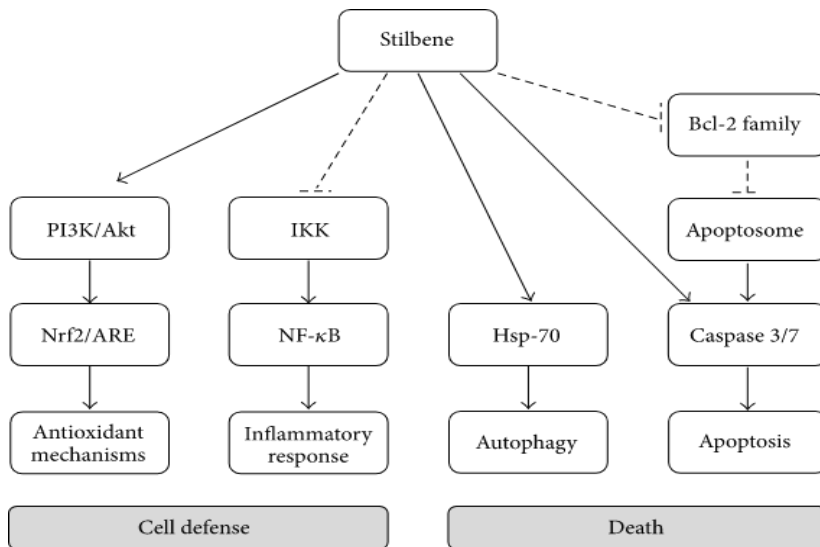 Stilbene
Bcl-2 family
PI3K/Akt
IKK
Apoptosome
Nrf2/ARE
NF-κB
Hsp-70
Caspase 3/7
Antioxidant
mechanisms
Inflammatory
response
Autophagy
Apoptosis
Cell defense
Death